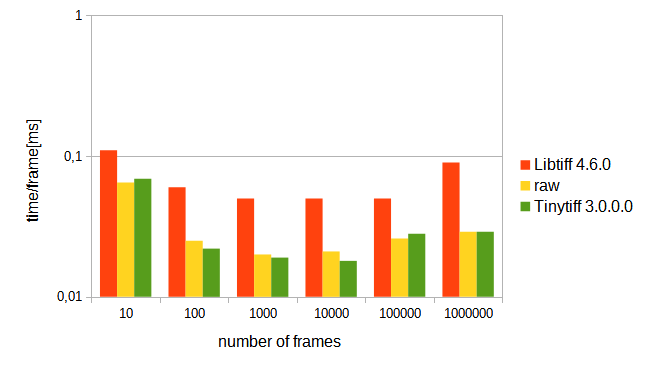 1
0,1
0,01
time/frame[ms]
10 100 1000 10000 100000 1000000
number of frames
Libtiff 4.6.0
raw
Tinytiff 3.0.0.0